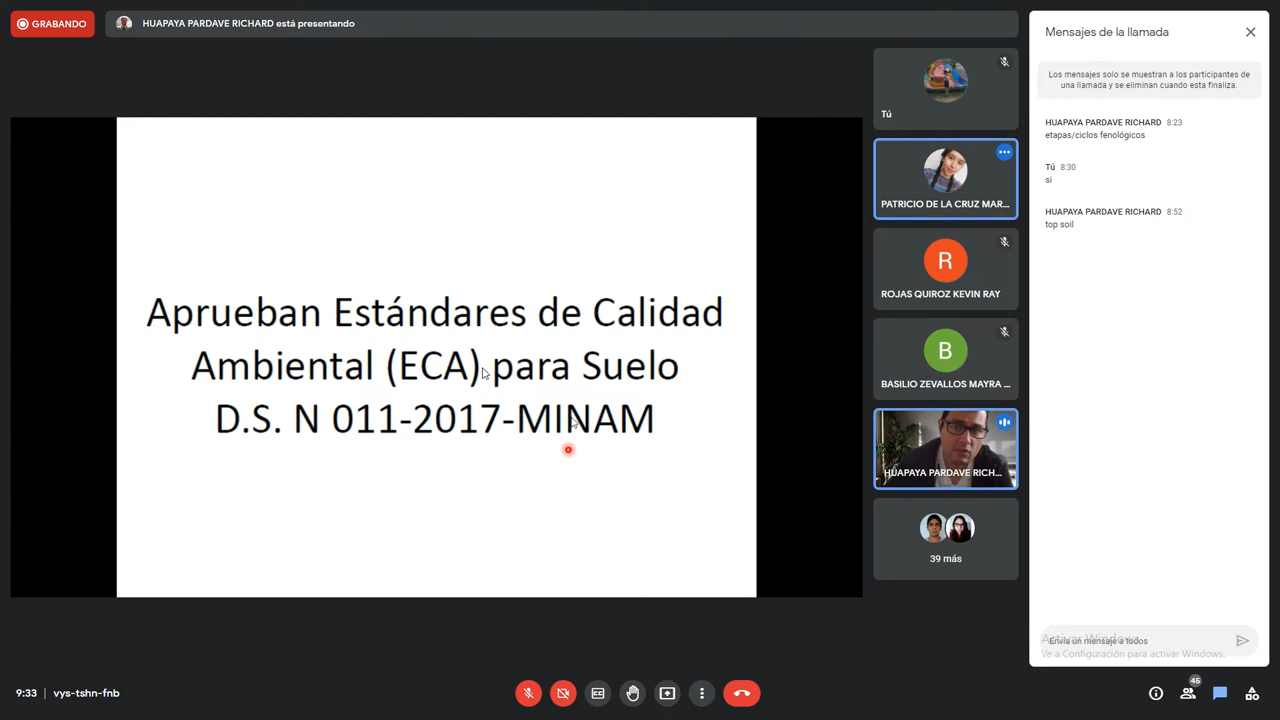 GRABANDO
HUAPAYA PARDAVE RICHARD está presentando
Aprueban Estándares de Calidad
Ambiental (ECA) para Suelo
D.S. N 011-2017-MINAM
Tú
PATRICIO DE LA CRUZ MAR...
R
ROJAS QUIROZ KEVIN RAY
B
BASILIO ZEVALLOS MAYRA ...
HUAPAYA PARDAVE RICH...
39 más
Mensajes de la llamada
Los mensajes solo se muestran a los participantes de
una llamada y se eliminan cuando esta finaliza.
HUAPAYA PARDAVE RICHARD 8:23
etapas/ciclos fenológicos
Tú 8:30
si
HUAPAYA PARDAVE RICHARD 8:52
top soil
Envía un mensaje a todos
Activar Windows
Ve a Configuración para activar Windows.
9:33 vys-tshn-fnb
45